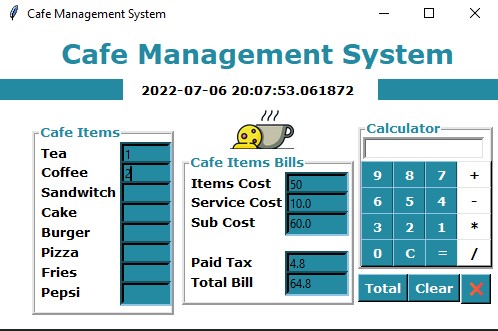 Cafe Management System
Cafe Management System
2022-07-06 20:07:53.061872
Cafe Items
Tea 1
Coffee 2
Sandwitch
Cake
Burger
Pizza
Fries
Pepsi
Cafe Items Bills
Items Cost 50
Service Cost 10.0
Sub Cost 60.0
Paid Tax 4.8
Total Bill 64.8
Calculator
9 8 7 +
6 5 4 -
3 2 1 *
0 C = /
Total Clear